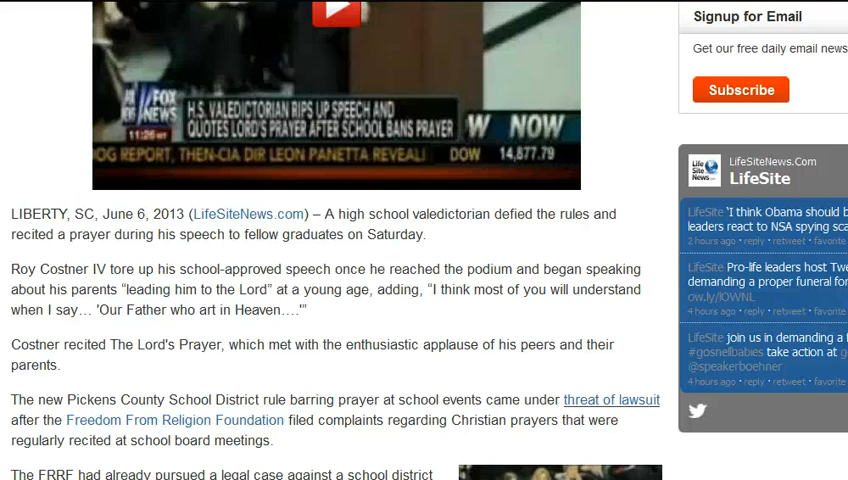 FOX
NEWS
11:26 MT
H.S. VALEDICTORIAN RIPS UP SPEECH AND
QUOTES LORD'S PRAYER AFTER SCHOOL BANS PRAYER
W NOW
OG REPORT, THEN-CIA DIR LEON PANETTA REVEALI DOW 14,877.79
LIBERTY, SC, June 6, 2013 (LifeSiteNews.com) – A high school valedictorian defied the rules and
recited a prayer during his speech to fellow graduates on Saturday.
Roy Costner IV tore up his school-approved speech once he reached the podium and began speaking
about his parents “leading him to the Lord” at a young age, adding, “I think most of you will understand
when I say… 'Our Father who art in Heaven….'”
Costner recited The Lord's Prayer, which met with the enthusiastic applause of his peers and their
parents.
The new Pickens County School District rule barring prayer at school events came under threat of lawsuit
after the Freedom From Religion Foundation filed complaints regarding Christian prayers that were
regularly recited at school board meetings.
The FRRF had already pursued a legal case against a school district
Signup for Email
Get our free daily email news
Subscribe
Life
Site
News
LifeSiteNews.Com
LifeSite
LifeSite 'I think Obama should b
leaders react to NSA spying sca
2 hours ago • reply • retweet • favorite
LifeSite Pro-life leaders host Twe
demanding a proper funeral for
ow.ly/lOWNL
4 hours ago • reply • retweet • favorite
LifeSite join us in demanding a
#gosnellbabies take action at g
@speakerboehner
4 hours ago • reply • retweet • favorite